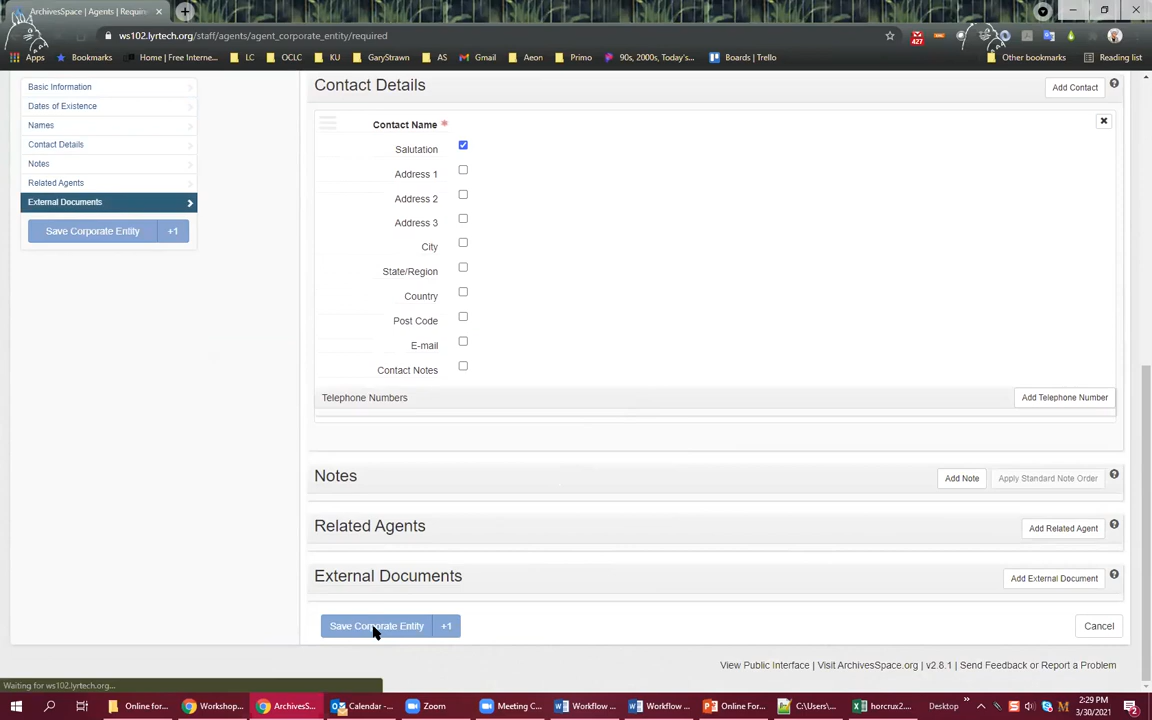 ArchivesSpace | Agents | Requir
ws102.lyrtech.org/staff/agents/agent_corporate_entity/required
427
Apps
Bookmarks
Home | Free Interne...
LC
OCLC
KU
GaryStrawn
AS
Gmail
Aeon
Primo
90s, 2000s, Today's...
Boards | Trello
Other bookmarks
Reading list
Basic Information
Dates of Existence
Names
Contact Details
Notes
Related Agents
External Documents
Save Corporate Entity +1
Contact Details
Add Contact
Contact Name *
Salutation
Address 1
Address 2
Address 3
City
State/Region
Country
Post Code
E-mail
Contact Notes
Telephone Numbers
Add Telephone Number
Notes
Add Note
Apply Standard Note Order
Related Agents
Add Related Agent
External Documents
Add External Document
Save Corporate Entity +1
Cancel
View Public Interface | Visit ArchivesSpace.org | v2.8.1 | Send Feedback or Report a Problem
Waiting for ws102.lyrtech.org...
Online for...
Workshop...
ArchivesS...
Calendar -...
Zoom
Meeting C...
Workflow ...
Workflow ...
Online For...
C:\Users\...
horcrux2....
Desktop
2:29 PM
3/30/2021
2